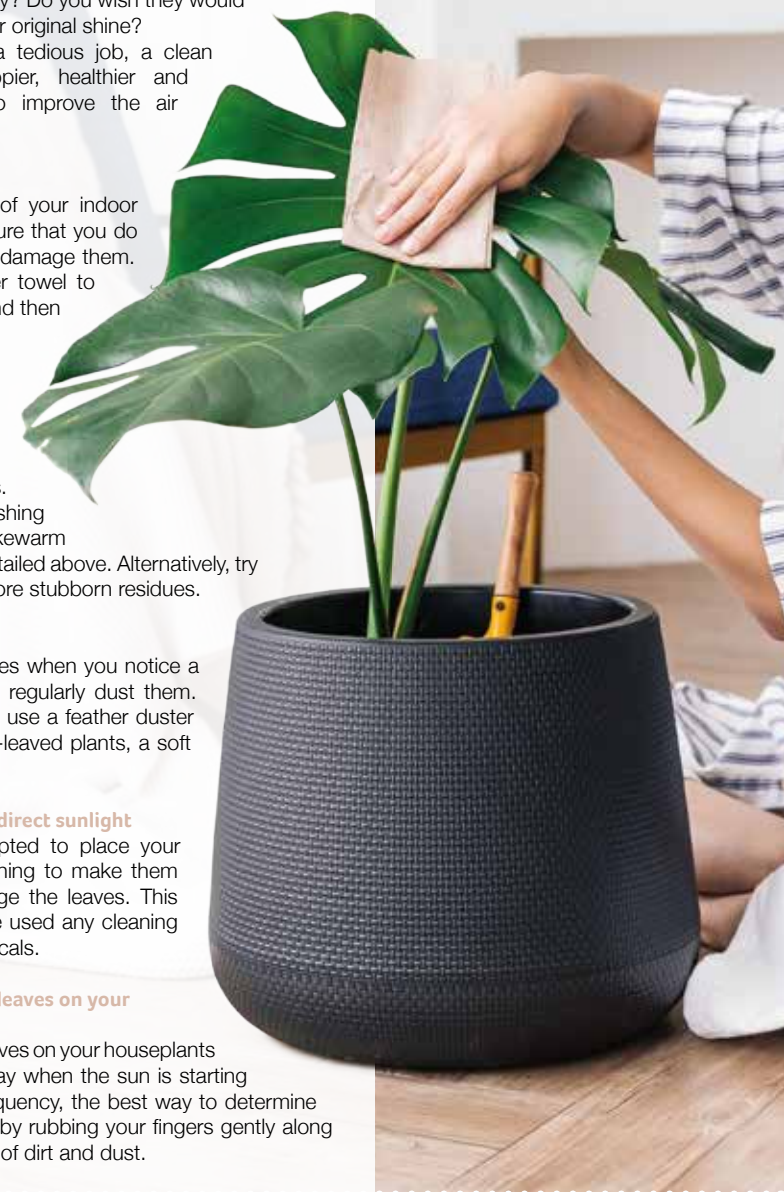 y? Do you wish they would
r original shine?
a tedious job, a clean
pier, healthier and
o improve the air
of your indoor
ure that you do
damage them.
er towel to
nd then
s.
shing
kewarm
tailed above. Alternatively, try
ore stubborn residues.
es when you notice a
regularly dust them.
use a feather duster
-leaved plants, a soft
direct sunlight
pted to place your
ning to make them
ge the leaves. This
e used any cleaning
cals.
leaves on your
ves on your houseplants
ay when the sun is starting
quency, the best way to determine
by rubbing your fingers gently along
of dirt and dust.